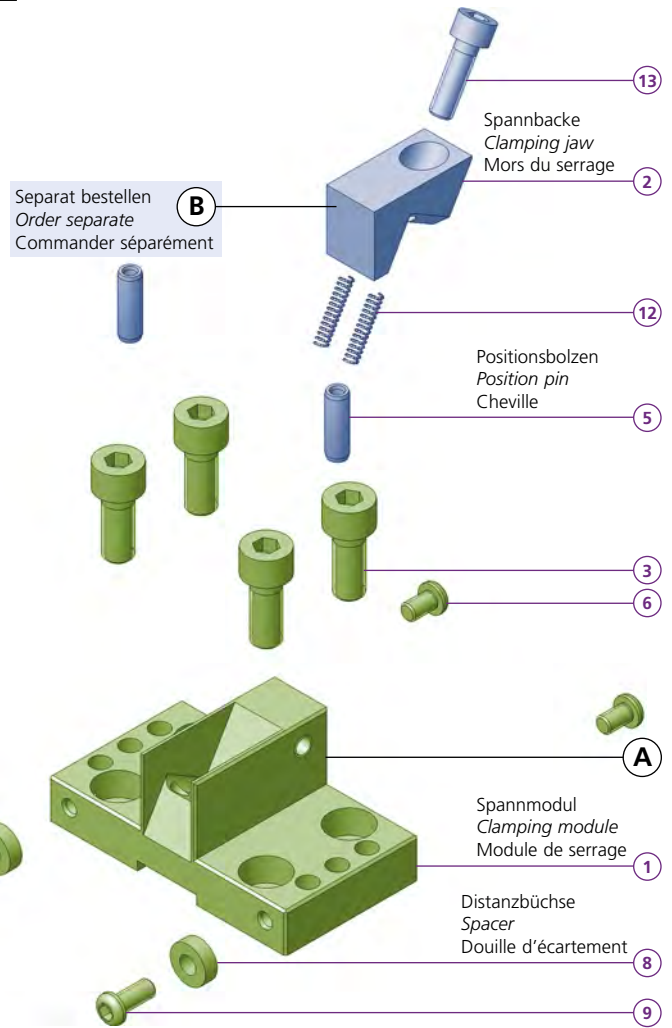 13
Spannbacke
Clamping jaw
Mors du serrage
2
Separat bestellen
Order separate
Commander séparément
B
12
Positionsbolzen
Position pin
Cheville
5
3
6
A
Spannmodul
Clamping module
Module de serrage
1
Distanzbüchse
Spacer
Douille d'écartement
8
9